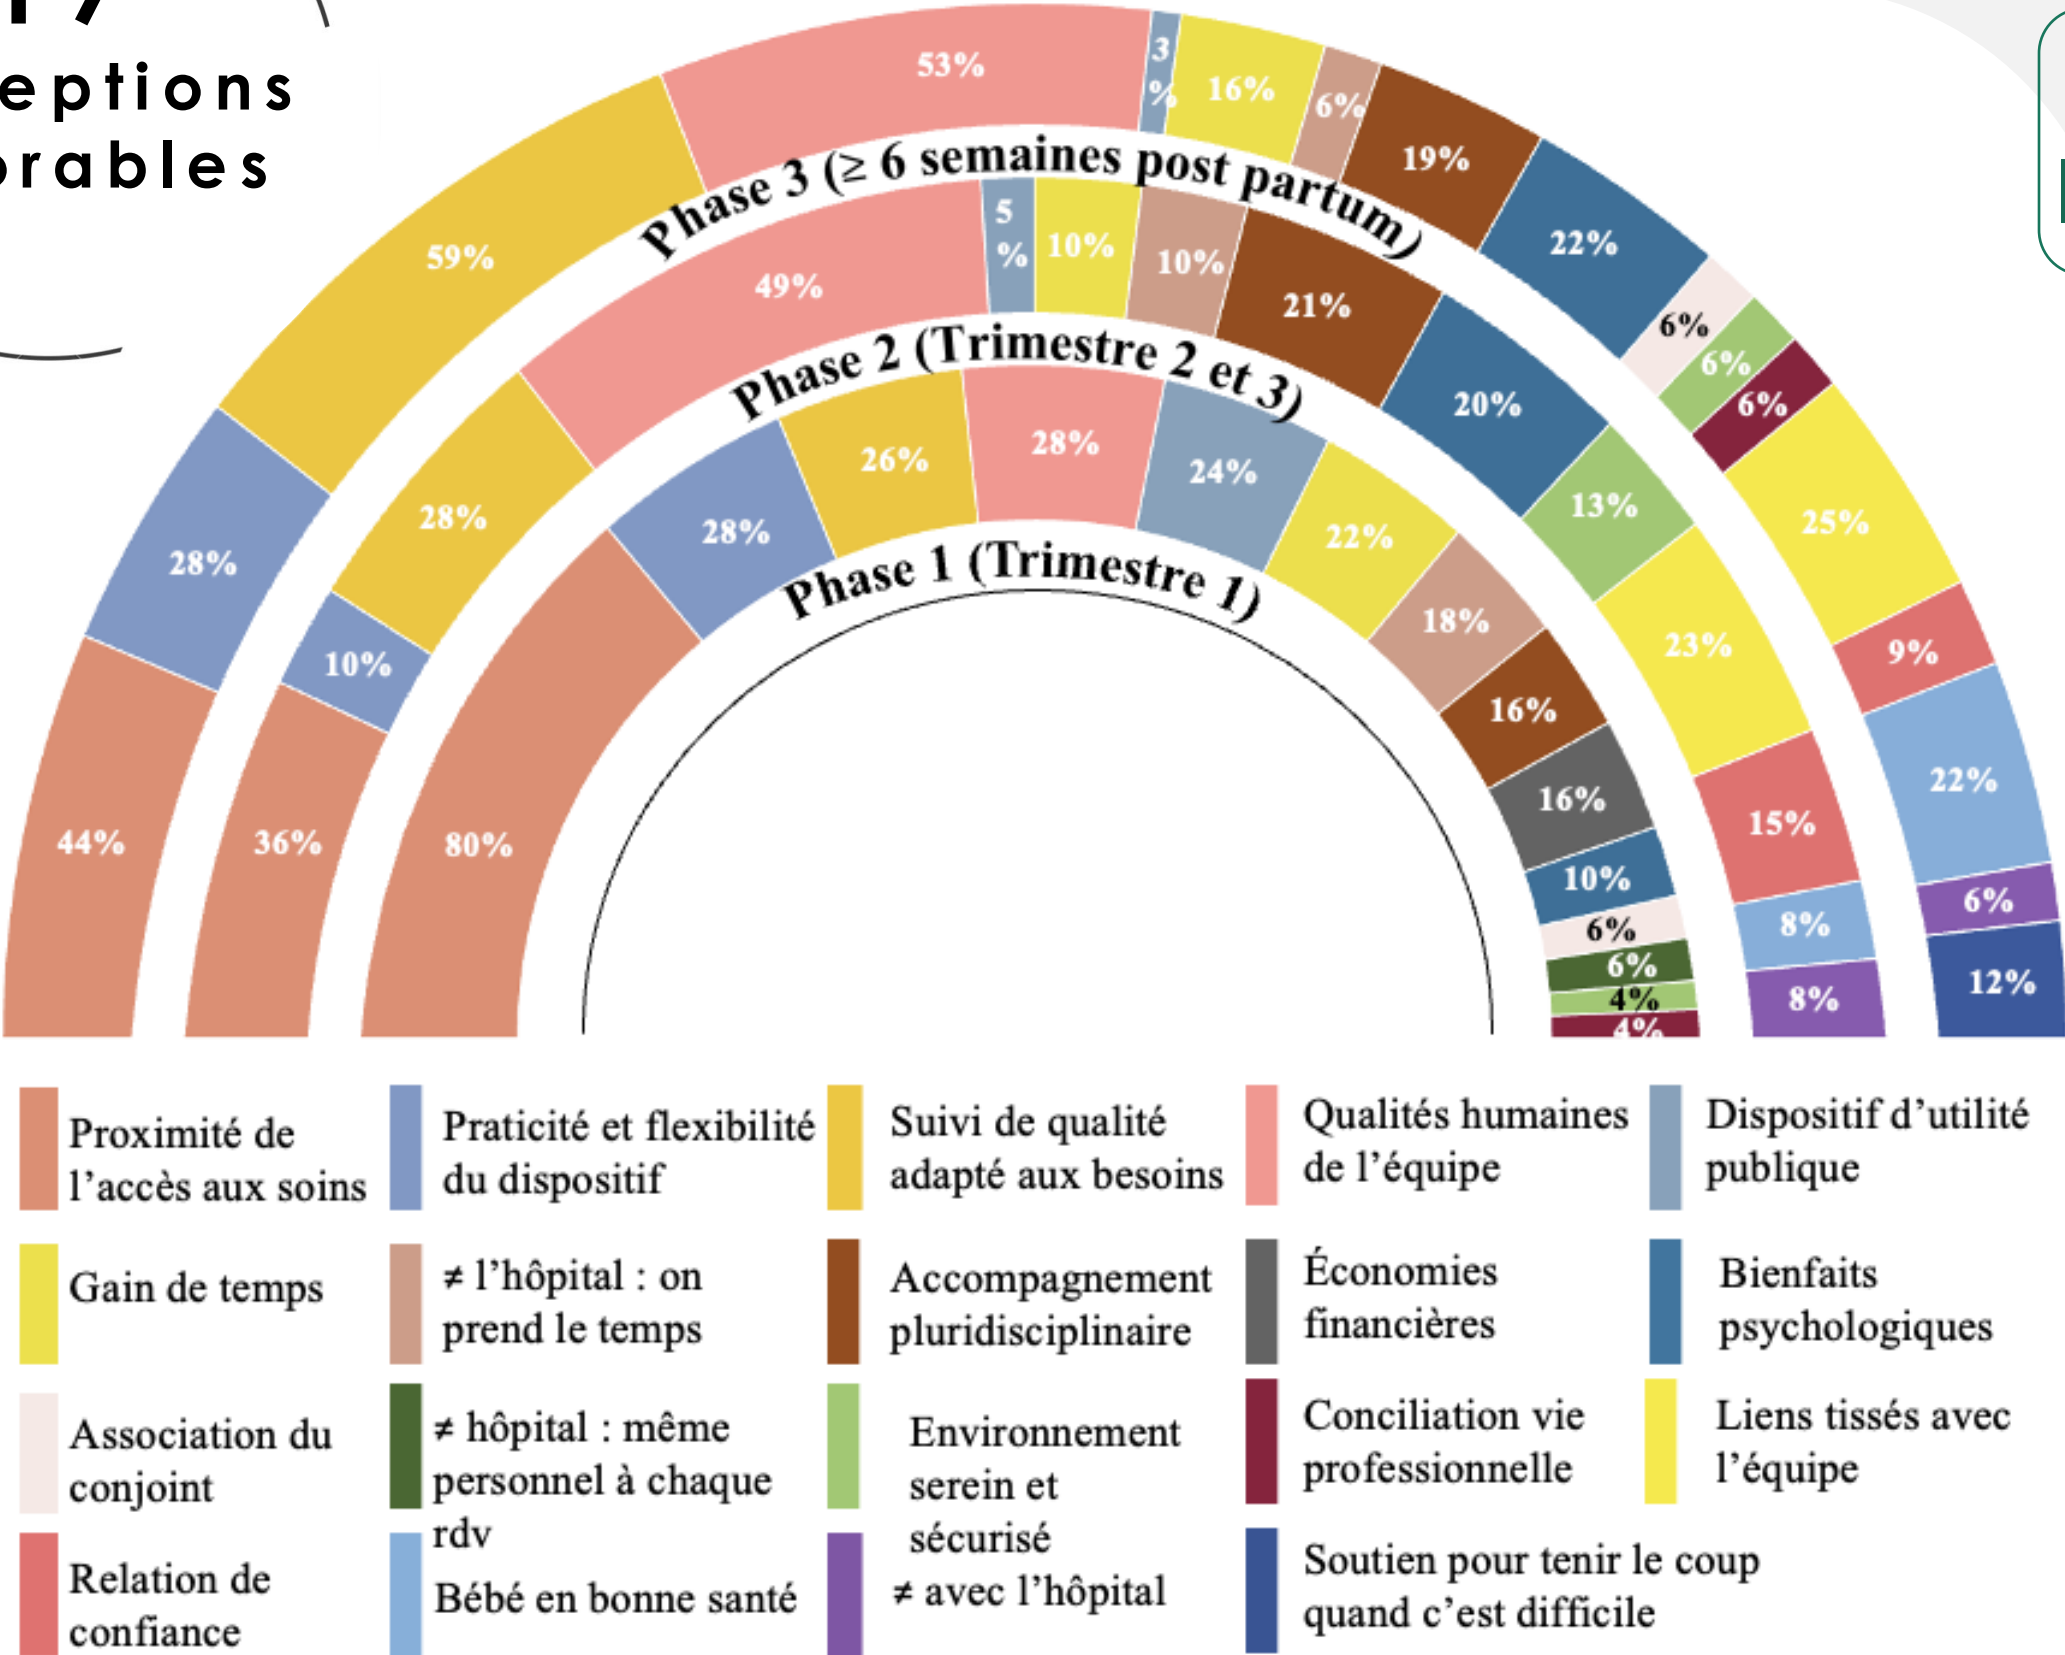 eptions
orables
53%
3
%
16%
6%
19%
22%
6%
6%
6%
25%
9%
22%
6%
12%
59%
28%
44%
Phase 3 (≥ 6 semaines post partum)
36%
10%
28%
49%
5
%
10%
10%
21%
20%
13%
23%
15%
8%
8%
Phase 2 (Trimestre 2 et 3)
80%
28%
26%
28%
24%
22%
18%
16%
16%
10%
6%
6%
4%
4%
Phase 1 (Trimestre 1)
Proximité de
l’accès aux soins
Praticité et flexibilité
du dispositif
Suivi de qualité
adapté aux besoins
Qualités humaines
de l’équipe
Dispositif d’utilité
publique
Gain de temps
≠ l’hôpital : on
prend le temps
Accompagnement
pluridisciplinaire
Économies
financières
Bienfaits
psychologiques
Association du
conjoint
≠ hôpital : même
personnel à chaque
rdv
Environnement
serein et
sécurisé
Conciliation vie
professionnelle
Liens tissés avec
l’équipe
Relation de
confiance
Bébé en bonne santé
≠ avec l’hôpital
Soutien pour tenir le coup
quand c’est difficile